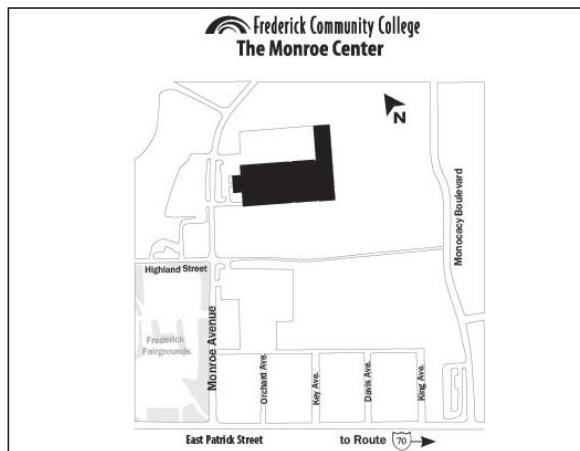 Frederick Community College
The Monroe Center
N
Monocacy Boulevard
Highland Street
Frederick
Fairgrounds
Monroe Avenue
Orchard Ave.
Key Ave.
Davis Ave.
King Ave.
East Patrick Street
to Route 70